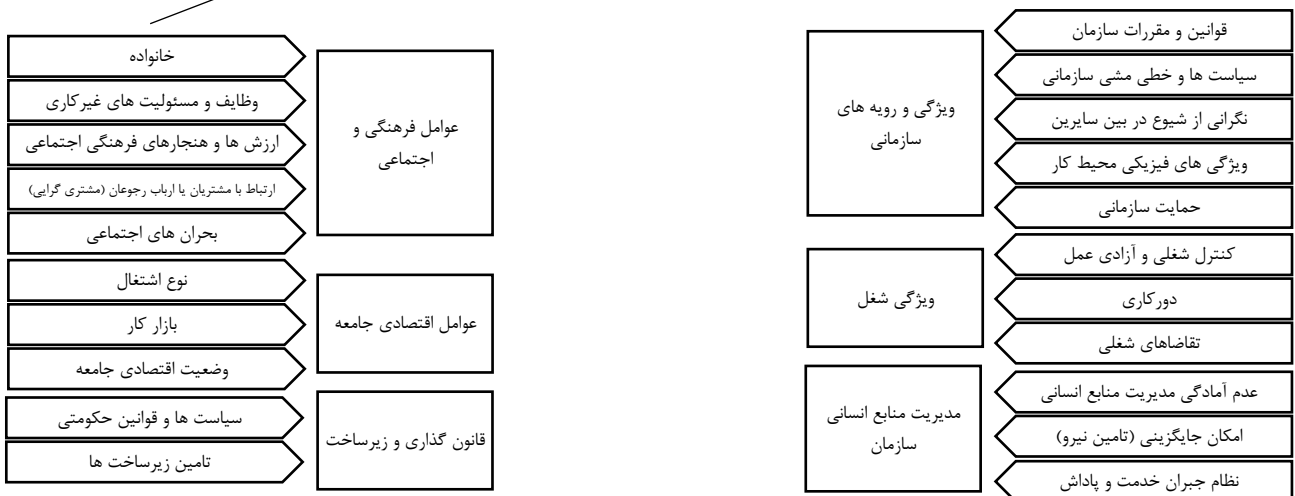 قوانین و مقررات سازمان
سیاست ها و خطی مشی سازمانی
نگرانی از شیوع در بین سایرین
ویژگی های فیزیکی محیط کار
حمایت سازمانی
ویژگی و رویه های
سازمانی
کنترل شغلی و آزادی عمل
دورکاری
تقاضاهای شغلی
ویژگی شغل
عدم آمادگی مدیریت منابع انسانی
امکان جایگزینی (تامین نیرو)
نظام جبران خدمت و پاداش
مدیریت منابع انسانی
سازمان
عوامل فرهنگی و
اجتماعی
خانواده
وظایف و مسئولیت های غیرکاری
ارزش ها و هنجارهای فرهنگی اجتماعی
ارتباط با مشتریان یا ارباب رجوعان (مشتری گرایی)
بحران های اجتماعی
عوامل اقتصادی جامعه
نوع اشتغال
بازار کار
وضعیت اقتصادی جامعه
قانون گذاری و زیرساخت
سیاست ها و قوانین حکومتی
تامین زیرساخت ها